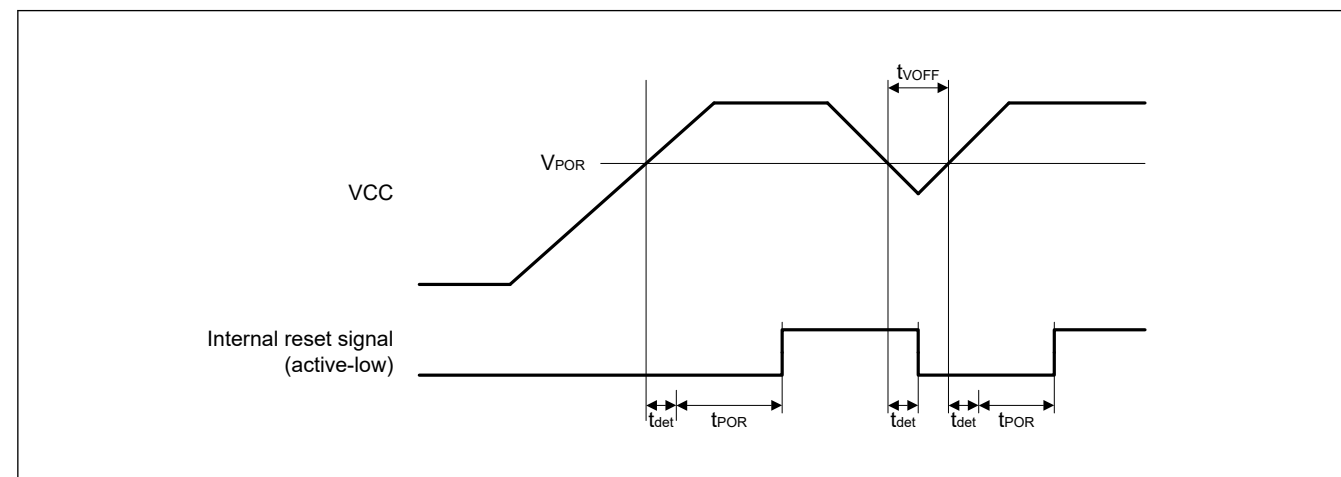 tVOFF
VPOR
VCC
Internal reset signal
(active-low)
tdet
tPOR
tdet
tdet
tPOR